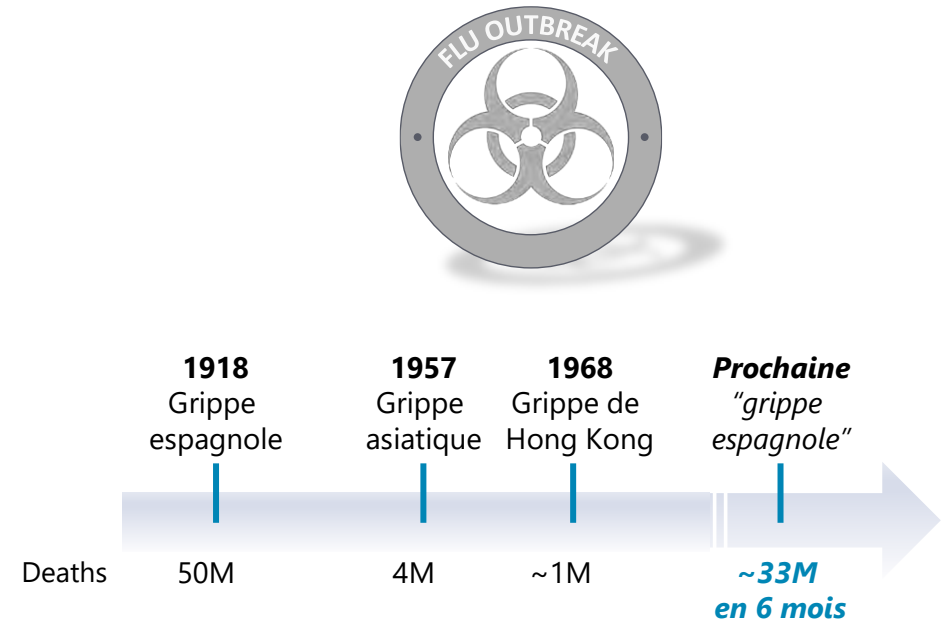 FLU OUTBREAK
1918
Grippe
espagnole
1957
Grippe
asiatique
1968
Grippe de
Hong Kong
Prochaine
“grippe
espagnole”
Deaths
50M
4M
~1M
~33M
en 6 mois